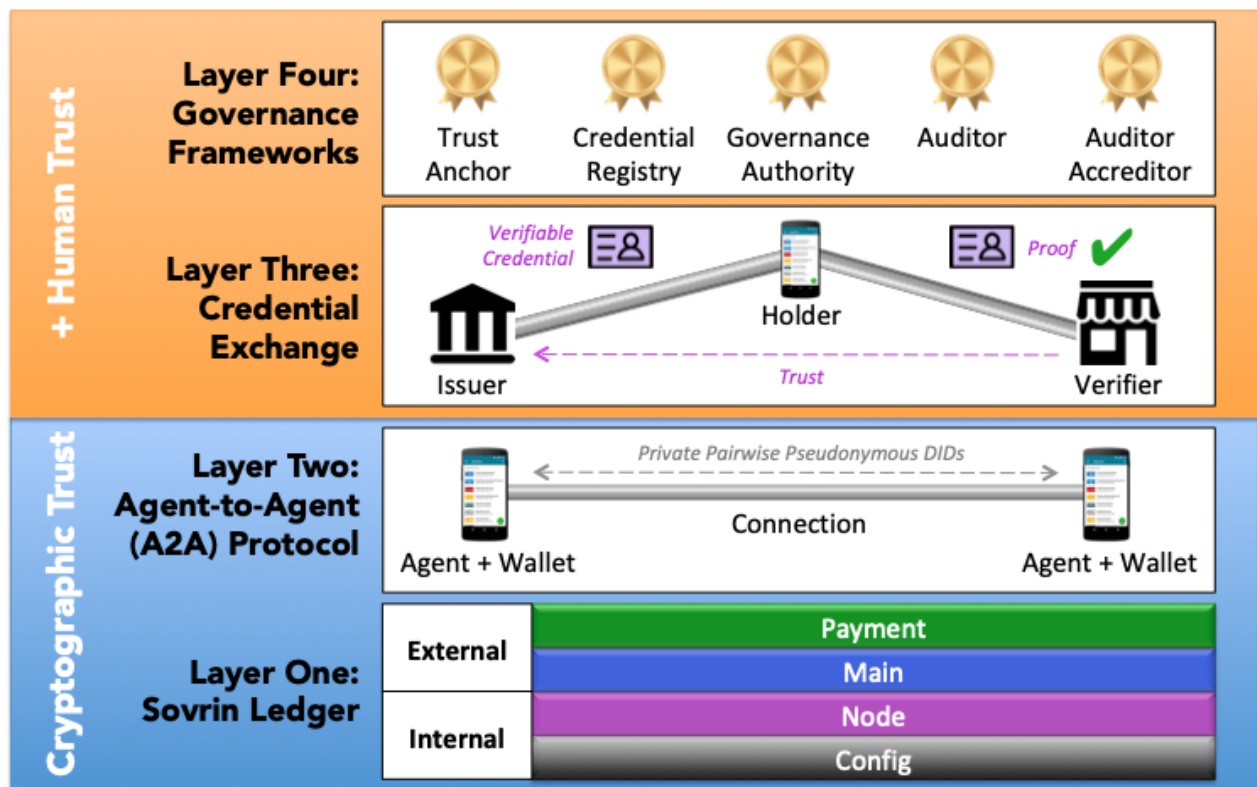 + Human Trust
Layer Four:
Governance
Frameworks
Trust
Anchor
Credential
Registry
Governance
Authority
Auditor
Auditor
Accreditor
Layer Three:
Credential
Exchange
Verifiable
Credential
Proof
Holder
Issuer
Trust
Verifier
Cryptographic Trust
Layer Two:
Agent-to-Agent
(A2A) Protocol
Private Pairwise Pseudonymous DIDs
Connection
Agent + Wallet
Agent + Wallet
Layer One:
Sovrin Ledger
External
Payment
Main
Internal
Node
Config